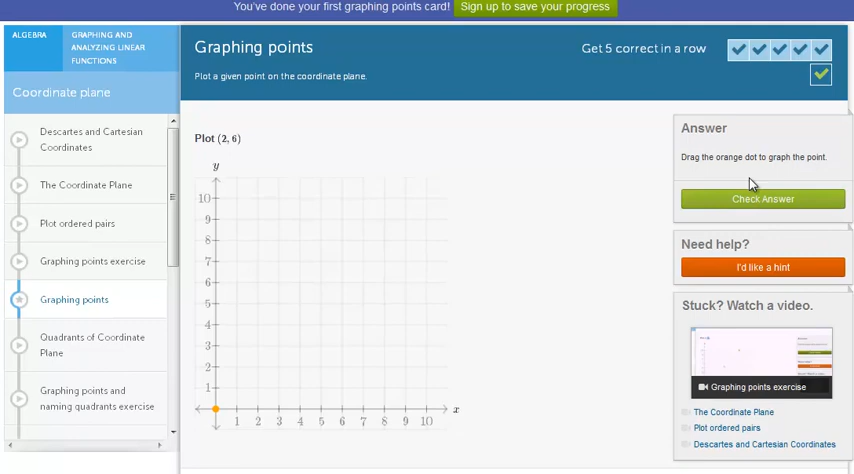 You've done your first graphing points card! Sign up to save your progress
ALGEBRA
GRAPHING AND
ANALYZING LINEAR
FUNCTIONS
Coordinate plane
Descartes and Cartesian
Coordinates
The Coordinate Plane
Plot ordered pairs
Graphing points exercise
Graphing points
Quadrants of Coordinate
Plane
Graphing points and
naming quadrants exercise
Graphing points
Get 5 correct in a row
Plot a given point on the coordinate plane.
Plot (2, 6)
y
10
9
8
7
6
5
4
3
2
1
1 2 3 4 5 6 7 8 9 10
x
Answer
Drag the orange dot to graph the point.
Check Answer
Need help?
I'd like a hint
Stuck? Watch a video.
Graphing points exercise
The Coordinate Plane
Plot ordered pairs
Descartes and Cartesian Coordinates